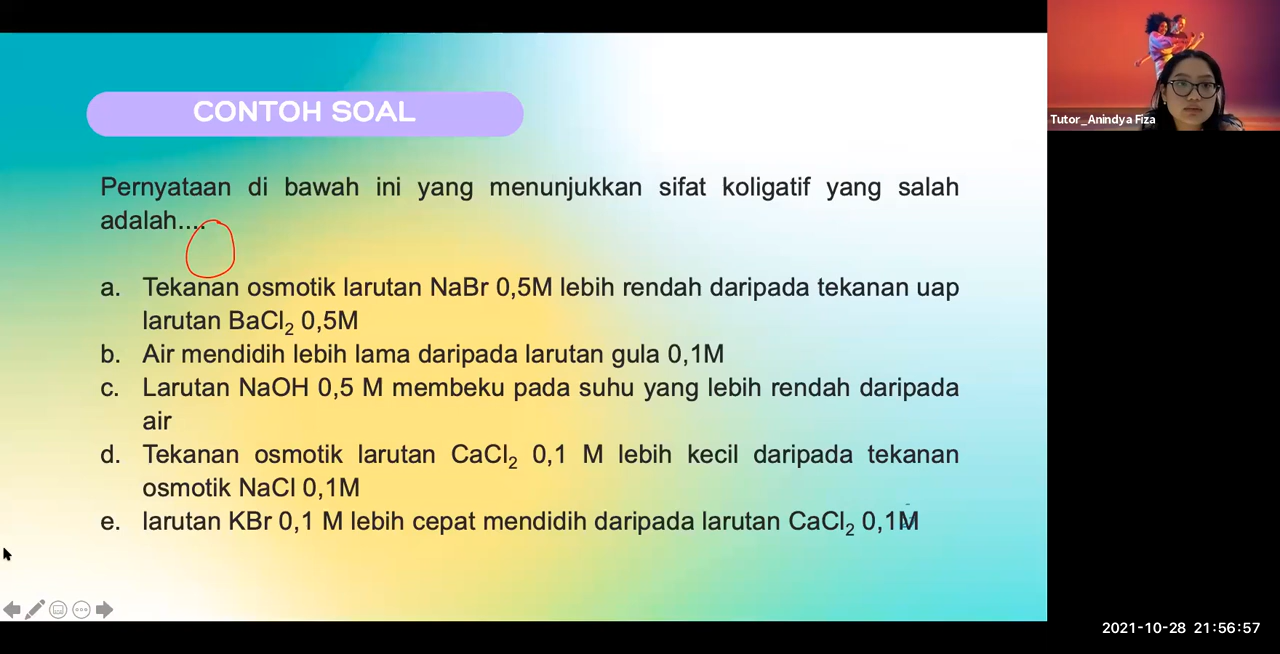 CONTOH SOAL
Pernyataan di bawah ini yang menunjukkan sifat koligatif yang salah
adalah....
a. Tekanan osmotik larutan NaBr 0,5M lebih rendah daripada tekanan uap
larutan BaCl₂ 0,5M
b. Air mendidih lebih lama daripada larutan gula 0,1M
c. Larutan NaOH 0,5 M membeku pada suhu yang lebih rendah daripada
air
d. Tekanan osmotik larutan CaCl₂ 0,1 M lebih kecil daripada tekanan
osmotik NaCl 0,1M
e. larutan KBr 0,1 M lebih cepat mendidih daripada larutan CaCl₂ 0,1M
Tutor_Anindya Fiza
2021-10-28 21:56:57